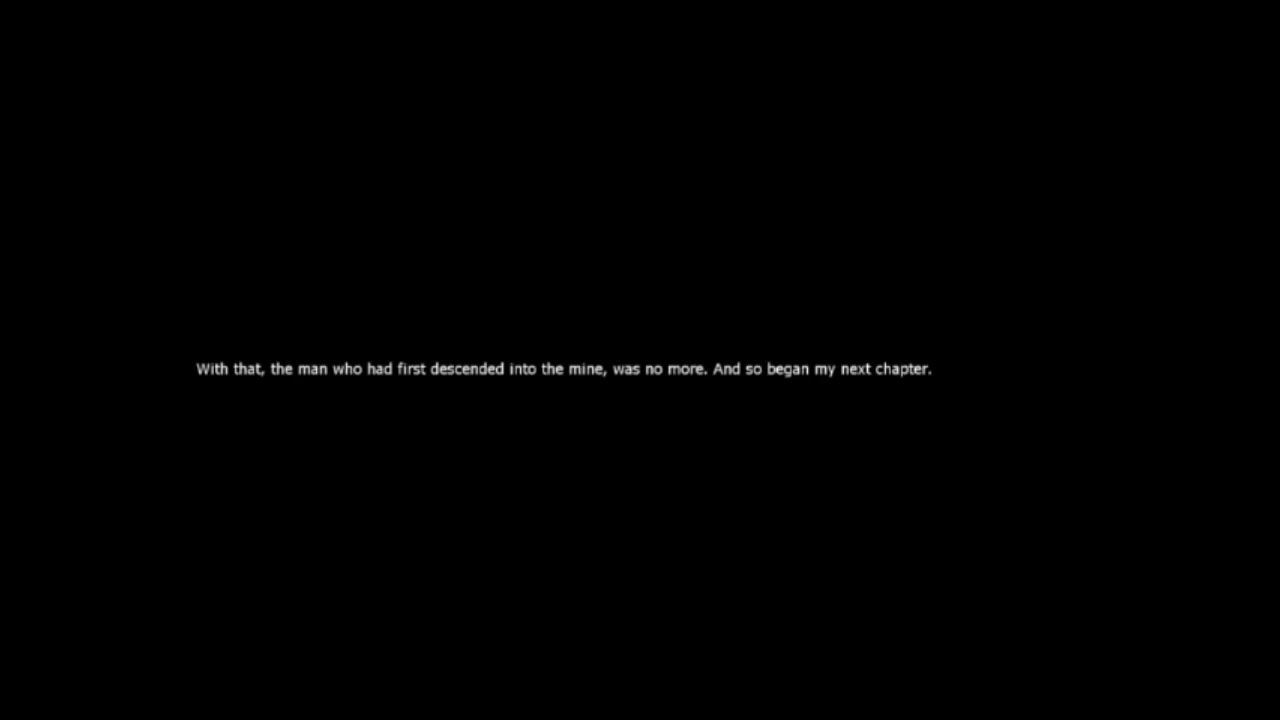 With that, the man who had first descended into the mine, was no more. And so began my next chapter.